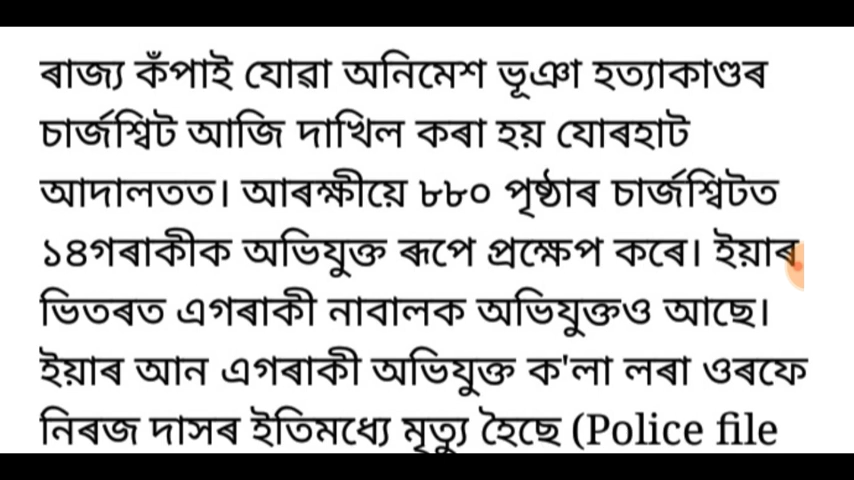 ৰাজ্য কঁপাই যোৱা অনিমেশ ভূঞা হত্যাকাণ্ডৰ
চাৰ্জশ্বিট আজি দাখিল কৰা হয় যোৰহাট
আদালতত। আৰক্ষীয়ে ৮৮০ পৃষ্ঠাৰ চাৰ্জশ্বিটত
১৪গৰাকীক অভিযুক্ত ৰূপে প্ৰক্ষেপ কৰে। ইয়াৰ
ভিতৰত এগৰাকী নাবালক অভিযুক্তও আছে।
ইয়াৰ আন এগৰাকী অভিযুক্ত ক'লা লৰা ওৰফে
নিৰজ দাসৰ ইতিমধ্যে মৃত্যু হৈছে (Police file